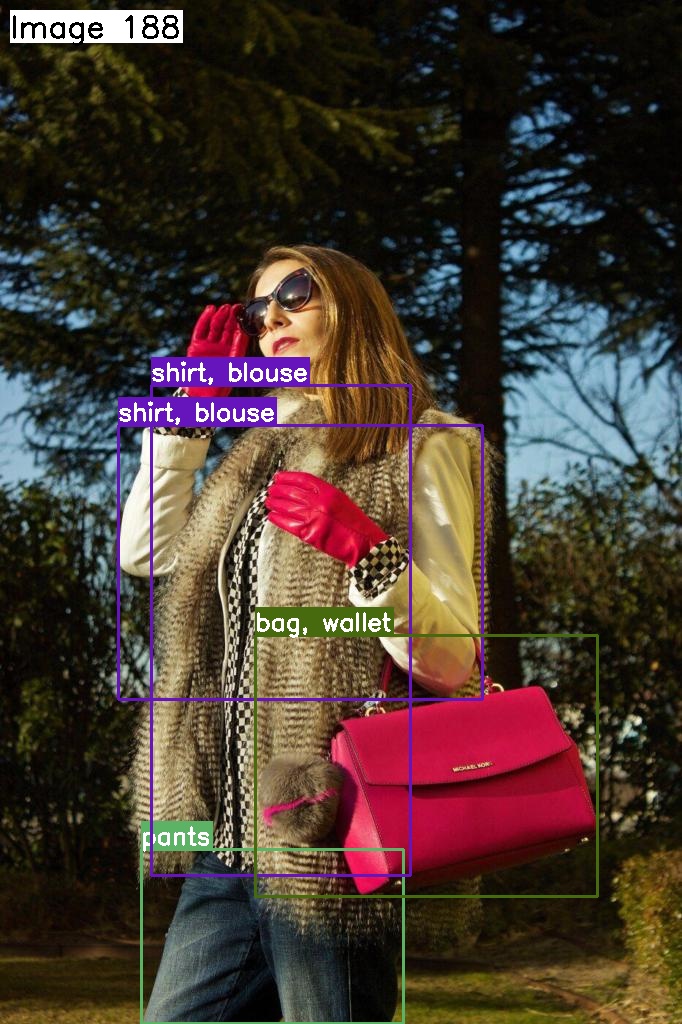 Image 188
shirt, blouse
shirt, blouse
bag, wallet
MICHAEL KORS
pants